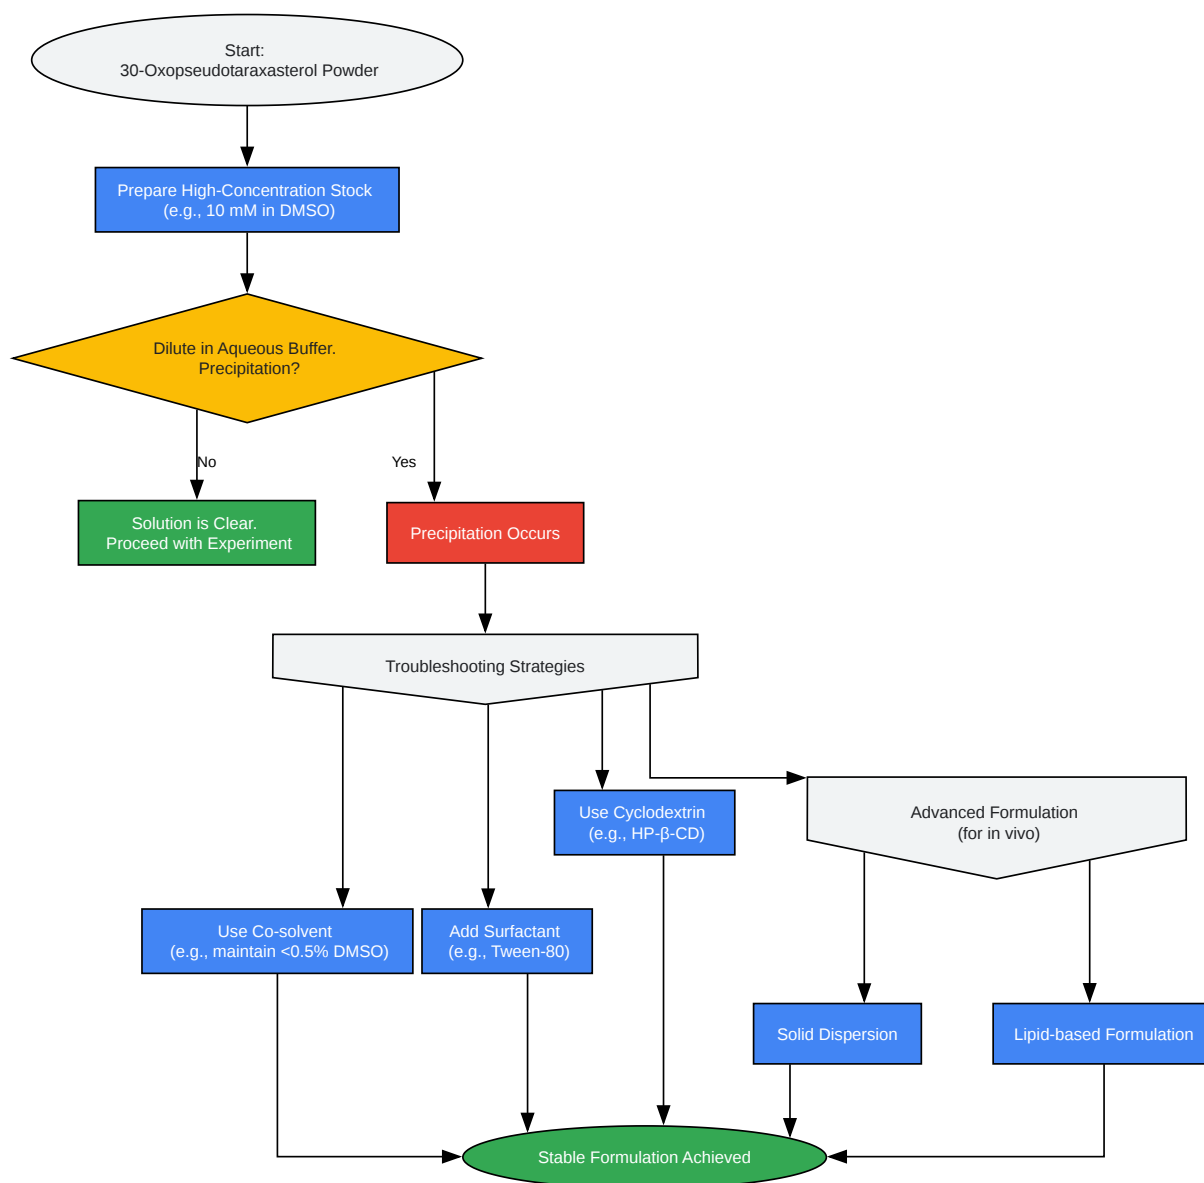 Start:
30-Oxopseudotaraxasterol Powder
Prepare High-Concentration Stock
(e.g., 10 mM in DMSO)
Dilute in Aqueous Buffer.
Precipitation?
No
Yes
Solution is Clear.
Proceed with Experiment
Precipitation Occurs
Troubleshooting Strategies
Use Cyclodextrin
(e.g., HP-β-CD)
Advanced Formulation
(for in vivo)
Use Co-solvent
(e.g., maintain <0.5% DMSO)
Add Surfactant
(e.g., Tween-80)
Solid Dispersion
Lipid-based Formulation
Stable Formulation Achieved